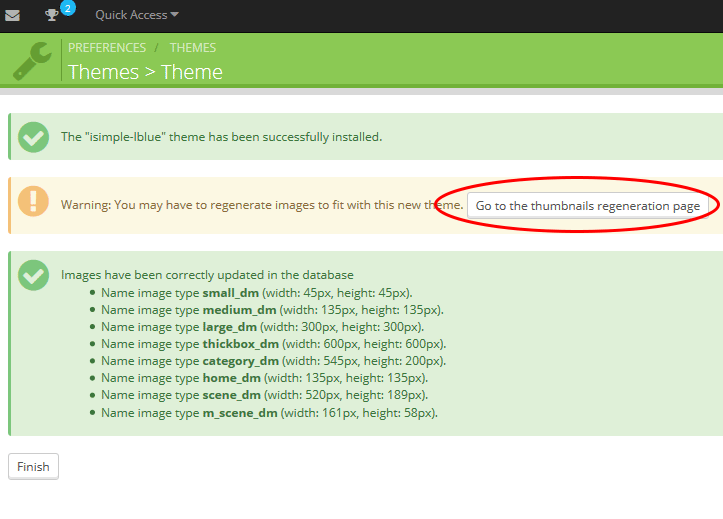 2
Quick Access
PREFERENCES / THEMES
Themes > Theme
The "isimple-lblue" theme has been successfully installed.
Warning: You may have to regenerate images to fit with this new theme. Go to the thumbnails regeneration page
Images have been correctly updated in the database
Name image type small_dm (width: 45px, height: 45px).
Name image type medium_dm (width: 135px, height: 135px).
Name image type large_dm (width: 300px, height: 300px).
Name image type thickbox_dm (width: 600px, height: 600px).
Name image type category_dm (width: 545px, height: 200px).
Name image type home_dm (width: 135px, height: 135px).
Name image type scene_dm (width: 520px, height: 189px).
Name image type m_scene_dm (width: 161px, height: 58px).
Finish